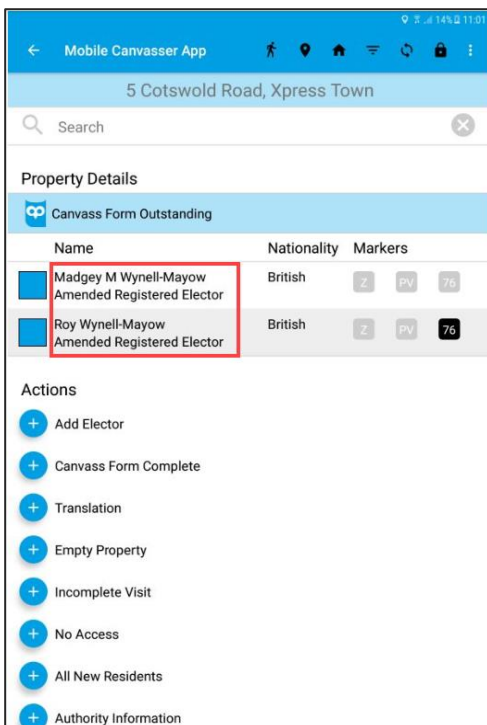 14% 11:01
Mobile Canvasser App
5 Cotswold Road, Xpress Town
Search
Property Details
Canvass Form Outstanding
Name Nationality Markers
Madgey M Wynell-Mayow British Z PV 76
Amended Registered Elector
Roy Wynell-Mayow British Z PV 76
Amended Registered Elector
Actions
Add Elector
Canvass Form Complete
Translation
Empty Property
Incomplete Visit
No Access
All New Residents
Authority Information